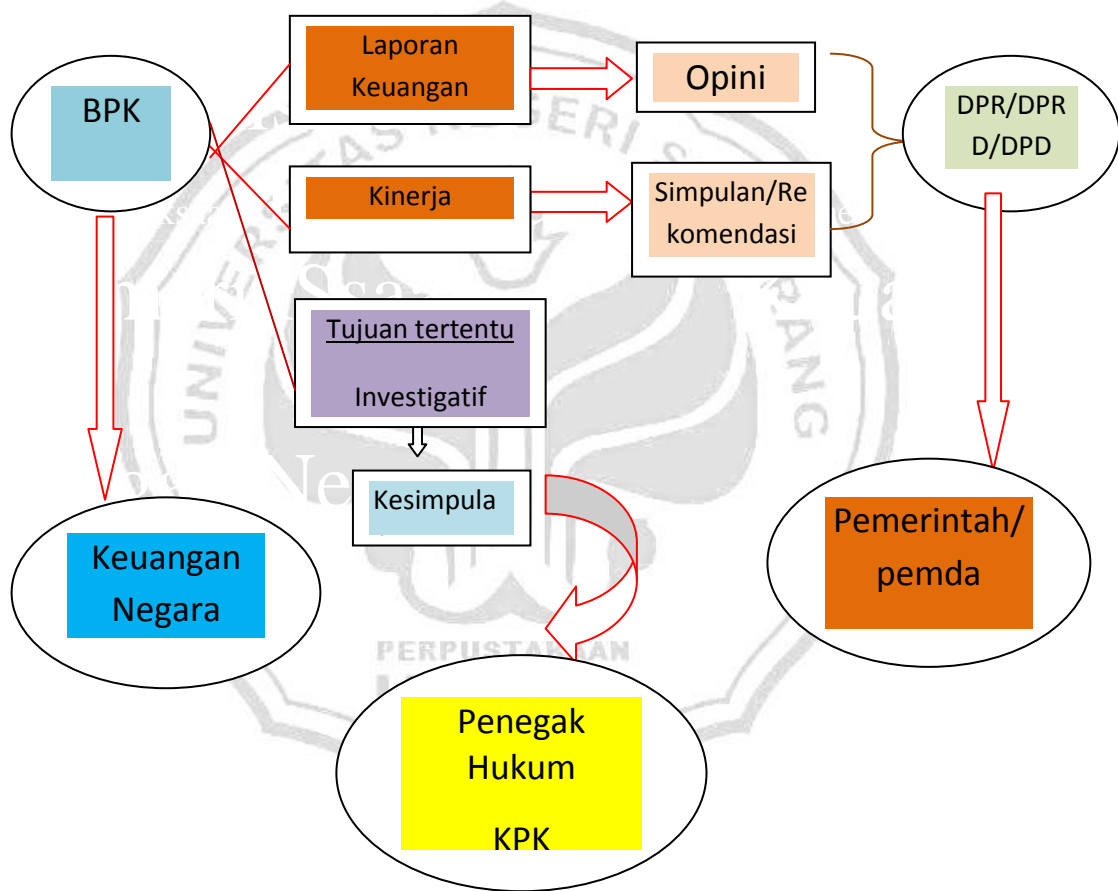 Laporan
Keuangan
Opini
BPK
DPR/DPR
D/DPD
Kinerja
Simpulan/Re
komendasi
Tujuan tertentu
Investigatif
Kesimpula
Keuangan
Negara
Pemerintah/
pemda
Penegak
Hukum
KPK
PERPUSTAKAAN